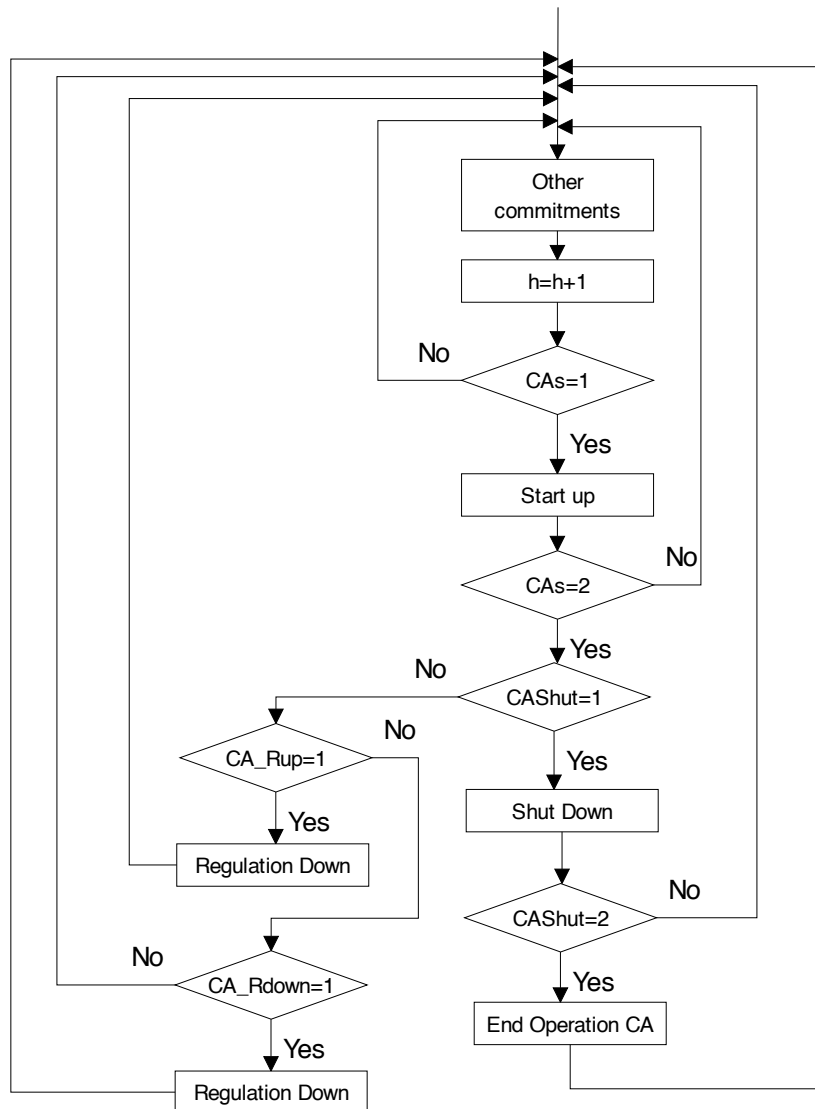 Other
commitments
h=h+1
No
CAs=1
Yes
Start up
No
CAs=2
Yes
No
CAShut=1
No
CA_Rup=1
Yes
Shut Down
Yes
Regulation Down
No
CAShut=2
No
CA_Rdown=1
Yes
End Operation CA
Yes
Regulation Down